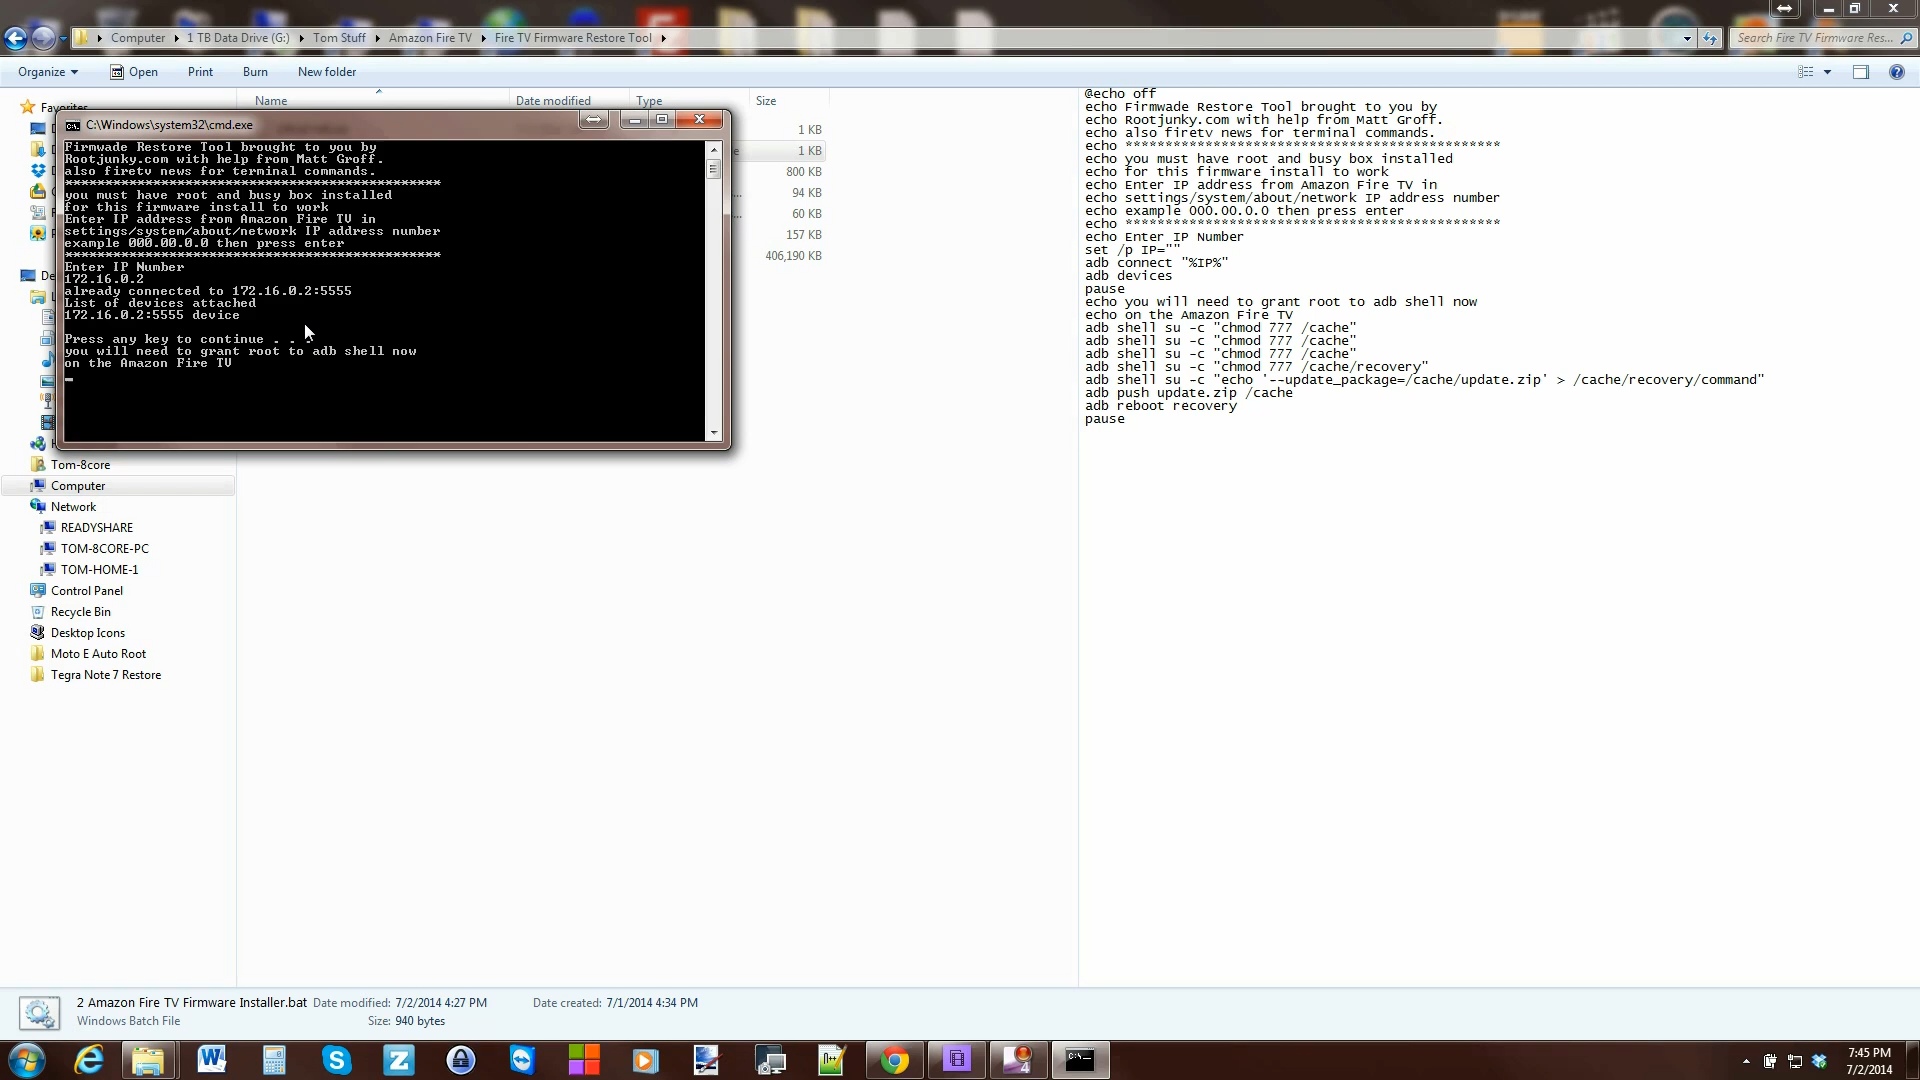 Computer
1 TB Data Drive (G:)
Tom Stuff
Amazon Fire TV
Fire TV Firmware Restore Tool
Search Fire TV Firmware Res...
Organize
Open
Print
Burn
New folder
Favorites
Name
Date modified
Type
Size
1 KB
1 KB
800 KB
94 KB
60 KB
157 KB
406,190 KB
C:\Windows\system32\cmd.exe
Firmwade Restore Tool brought to you by
Rootjunky.com with help from Matt Groff.
also firetv news for terminal commands.
***********************************************
you must have root and busy box installed
for this firmware install to work
Enter IP address from Amazon Fire TV in
settings/system/about/network IP address number
example 000.00.0.0 then press enter
***********************************************
Enter IP Number
172.16.0.2
already connected to 172.16.0.2:5555
List of devices attached
172.16.0.2:5555 device
Press any key to continue . . .
you will need to grant root to adb shell now
on the Amazon Fire TV
Tom-8core
Computer
Network
READYSHARE
TOM-8CORE-PC
TOM-HOME-1
Control Panel
Recycle Bin
Desktop Icons
Moto E Auto Root
Tegra Note 7 Restore
@echo off
echo Firmwade Restore Tool brought to you by
echo Rootjunky.com with help from Matt Groff.
echo also firetv news for terminal commands.
echo ***********************************************
echo you must have root and busy box installed
echo for this firmware install to work
echo Enter IP address from Amazon Fire TV in
echo settings/system/about/network IP address number
echo example 000.00.0.0 then press enter
echo ***********************************************
echo Enter IP Number
set /p IP=""
adb connect "%IP%"
adb devices
pause
echo you will need to grant root to adb shell now
echo on the Amazon Fire TV
adb shell su -c "chmod 777 /cache"
adb shell su -c "chmod 777 /cache"
adb shell su -c "chmod 777 /cache"
adb shell su -c "chmod 777 /cache/recovery"
adb shell su -c "echo '--update_package=/cache/update.zip' > /cache/recovery/command"
adb push update.zip /cache
adb reboot recovery
pause
2 Amazon Fire TV Firmware Installer.bat Date modified: 7/2/2014 4:27 PM Date created: 7/1/2014 4:34 PM
Windows Batch File Size: 940 bytes
7:45 PM
7/2/2014